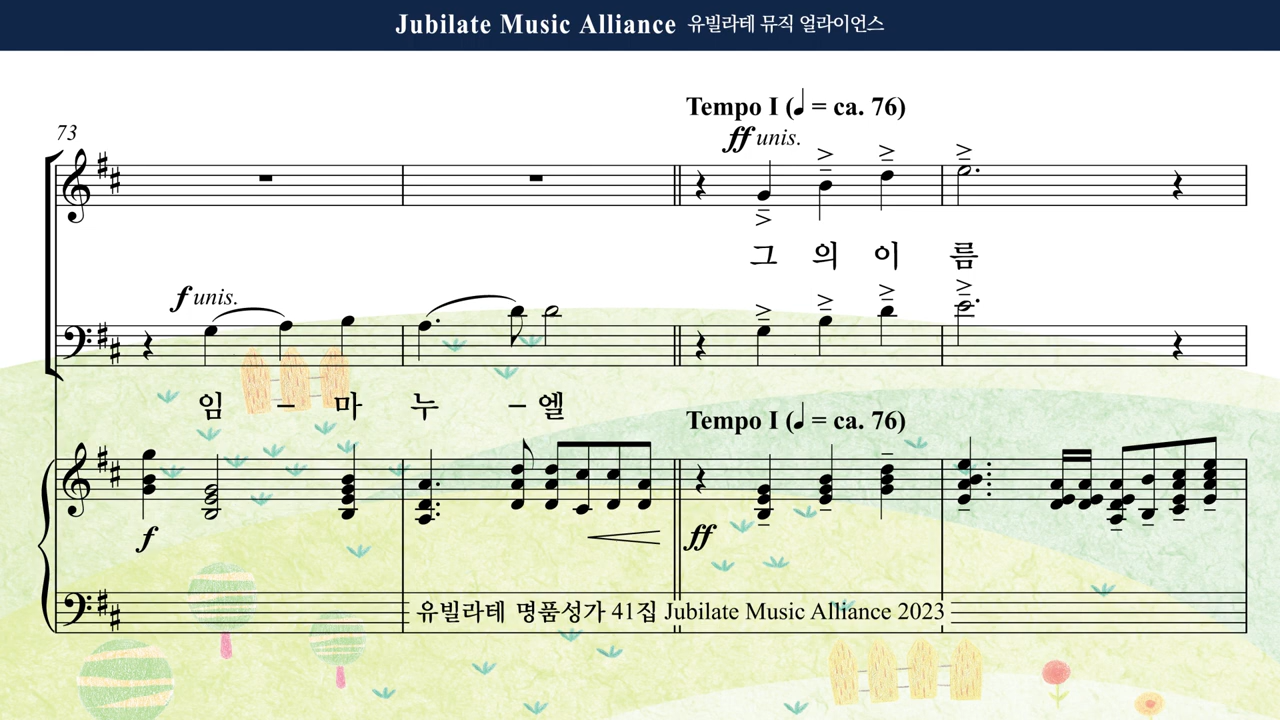 Jubilate Music Alliance 유빌라테 뮤직 얼라이언스
Tempo I (♩ = ca. 76)
73
ff unis.
그 의 이 름
f unis.
임 – 마 누 – 엘
Tempo I (♩ = ca. 76)
f
ff
유빌라테 명품성가 41집 Jubilate Music Alliance 2023